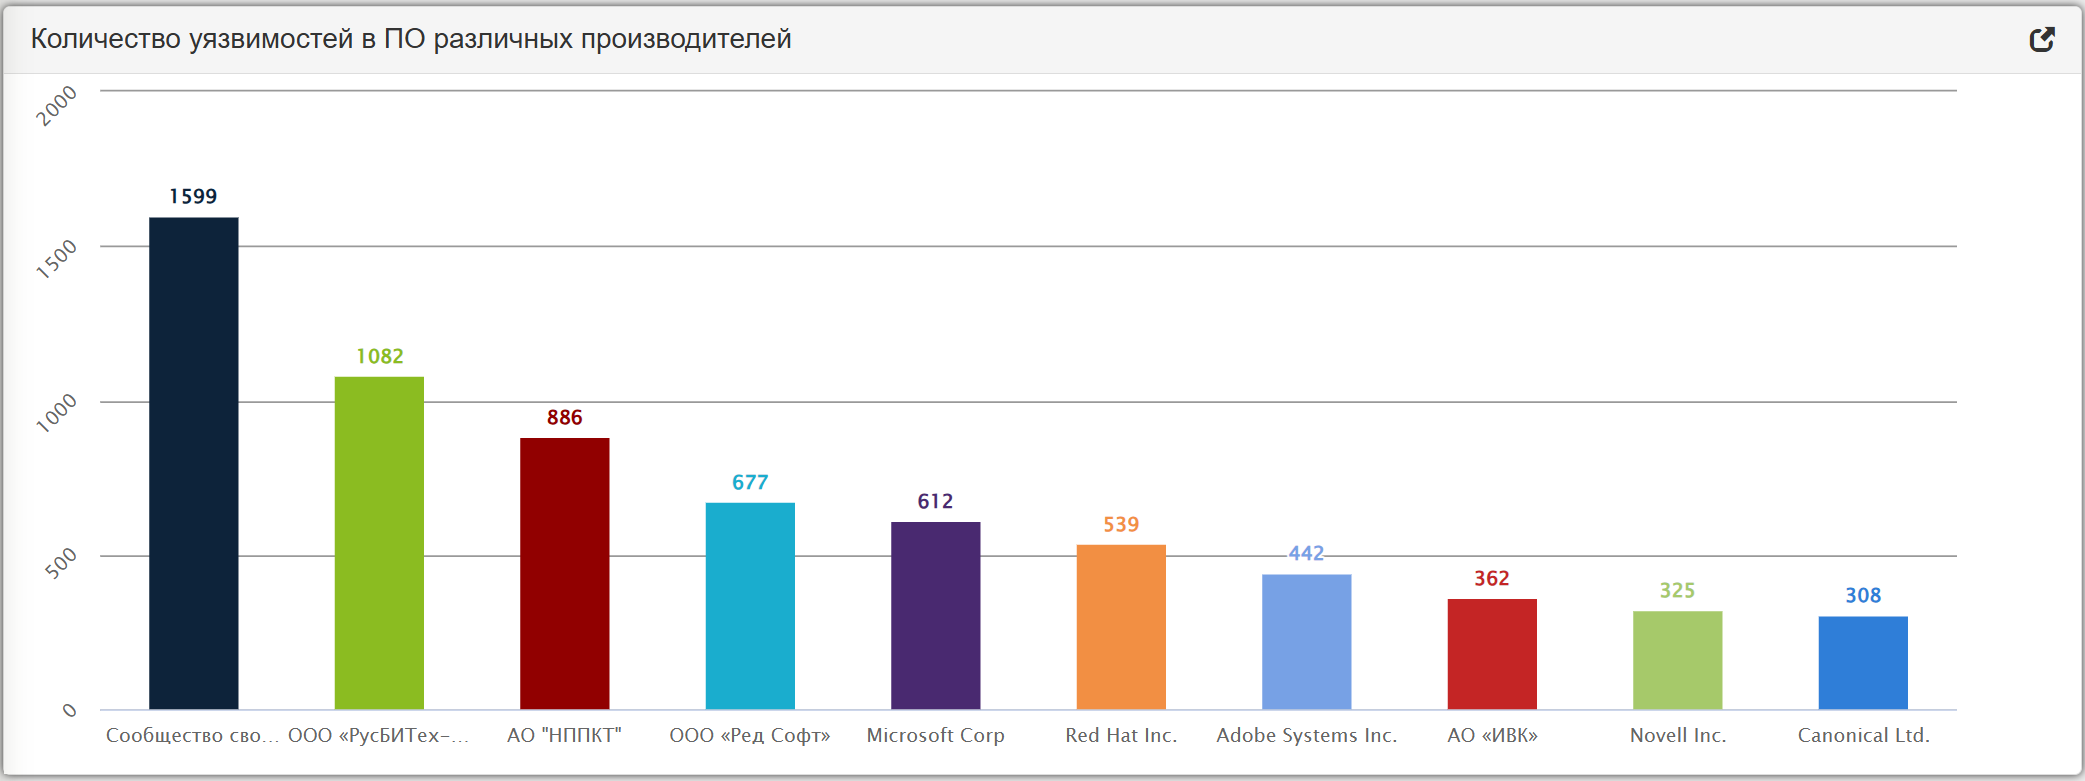 Количество уязвимостей в ПО различных производителей
2000
1500
1000
500
0
1599
1082
886
677
612
539
442
362
325
308
Сообщество сво...
ООО «РусБИТех-...
АО "НППКТ"
ООО «Ред Софт»
Microsoft Corp
Red Hat Inc.
Adobe Systems Inc.
АО «ИВК»
Novell Inc.
Canonical Ltd.